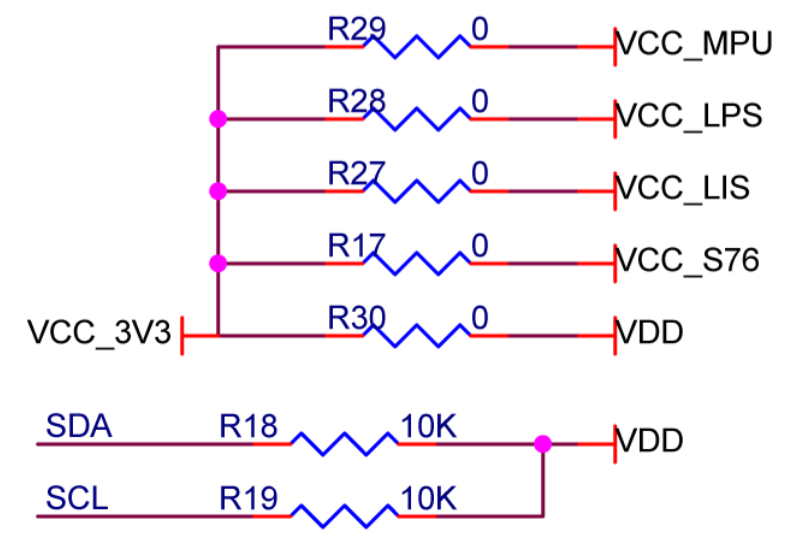 R29 0 VCC_MPU
R28 0 VCC_LPS
R27 0 VCC_LIS
R17 0 VCC_S76
VCC_3V3 R30 0 VDD
SDA R18 10K VDD
SCL R19 10K